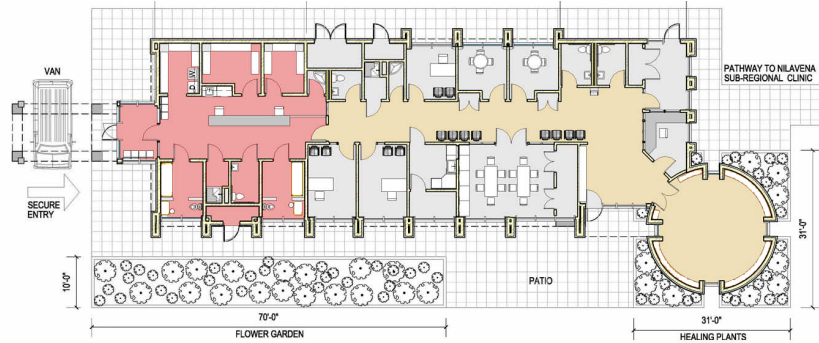 VAN
PATHWAY TO NILAVENA
SUB-REGIONAL CLINIC
SECURE
ENTRY
10'-0"
31'-0"
PATIO
70'-0"
31'-0"
FLOWER GARDEN
HEALING PLANTS